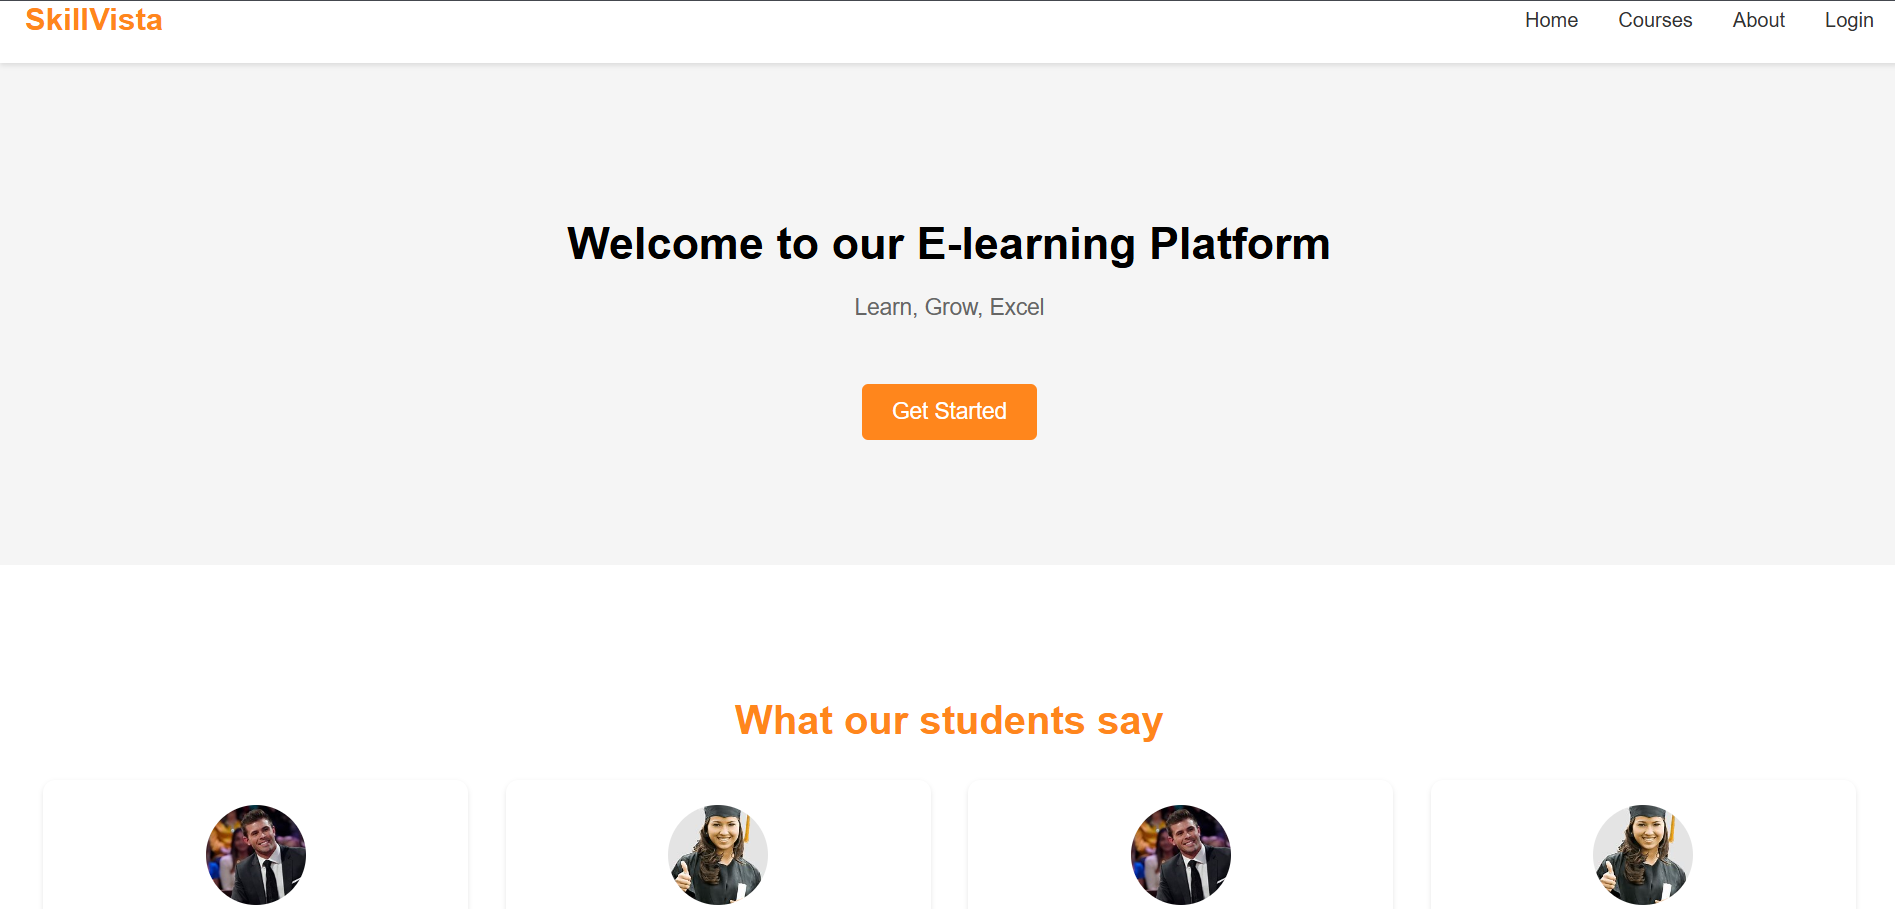 SkillVista
Home Courses About Login
Welcome to our E-learning Platform
Learn, Grow, Excel
Get Started
What our students say